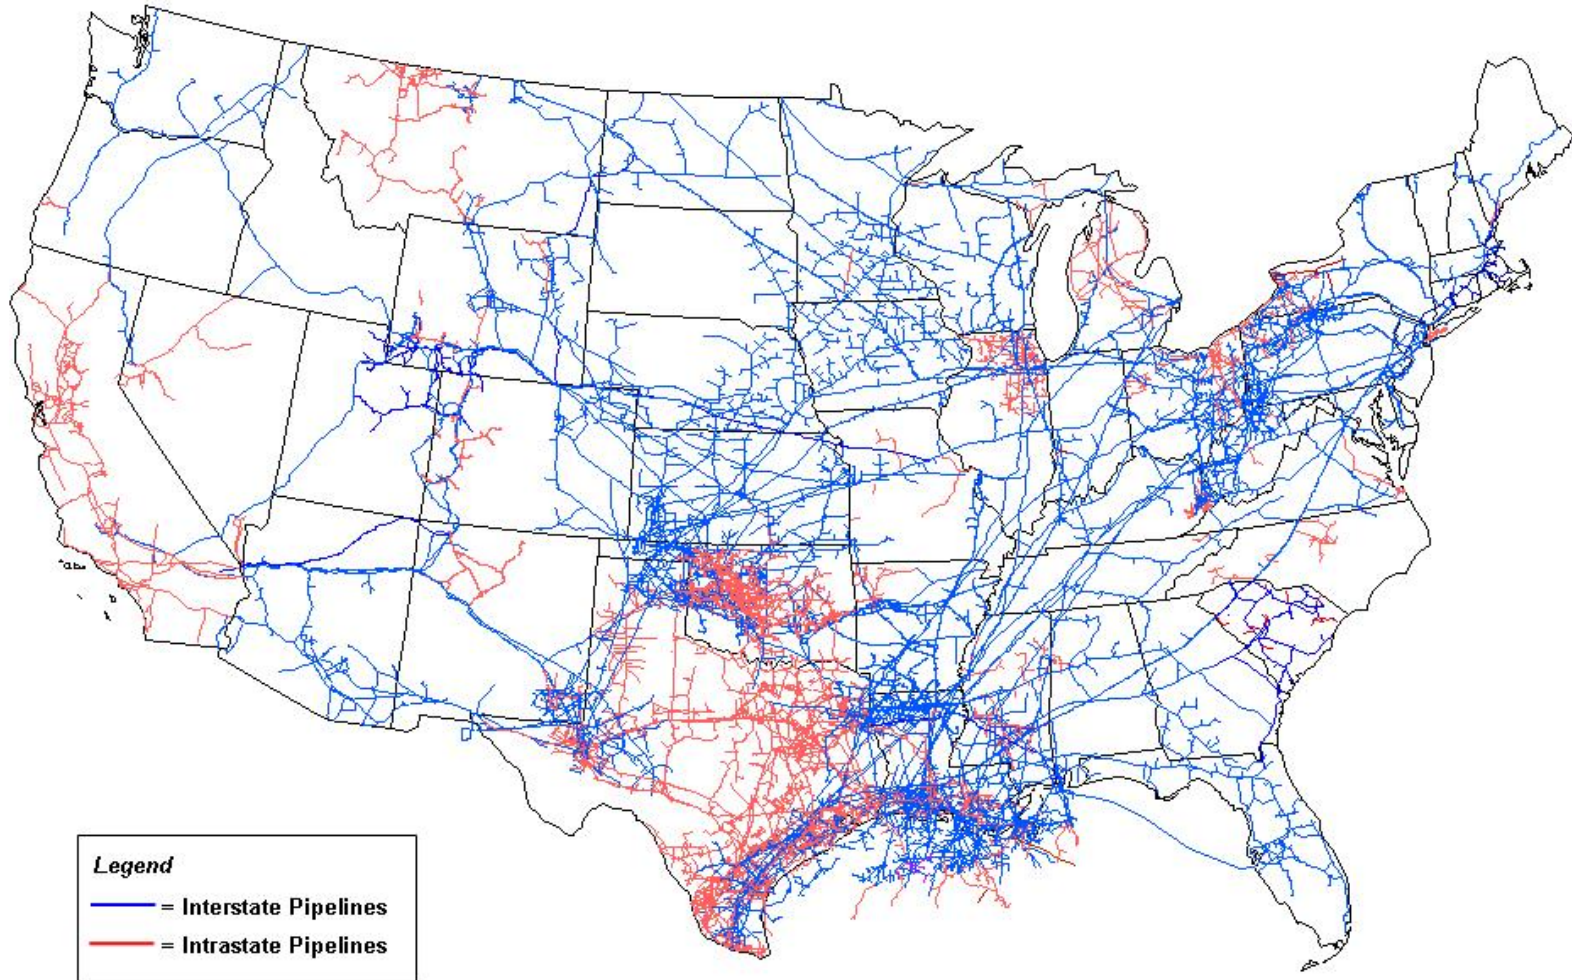 Legend
= Interstate Pipelines
= Intrastate Pipelines